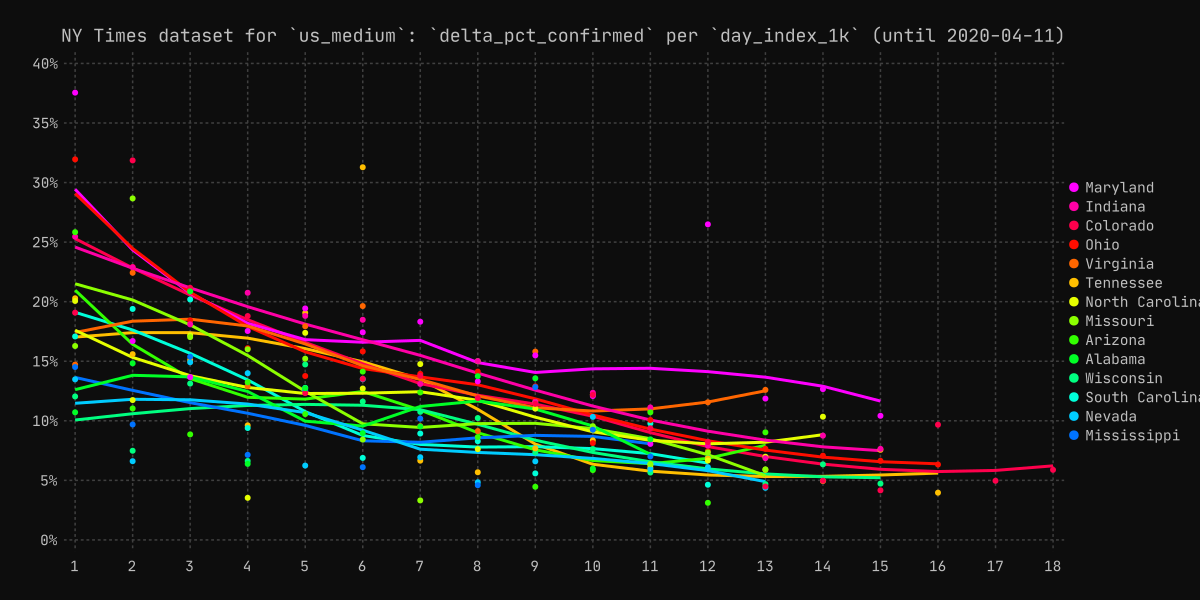 NY Times dataset for `us_medium`: `delta_pct_confirmed` per `day_index_1k` (until 2020-04-11)
40%
35%
30%
25%
20%
15%
10%
5%
0%
1 2 3 4 5 6 7 8 9 10 11 12 13 14 15 16 17 18
Maryland
Indiana
Colorado
Ohio
Virginia
Tennessee
North Carolina
Missouri
Arizona
Alabama
Wisconsin
South Carolina
Nevada
Mississippi